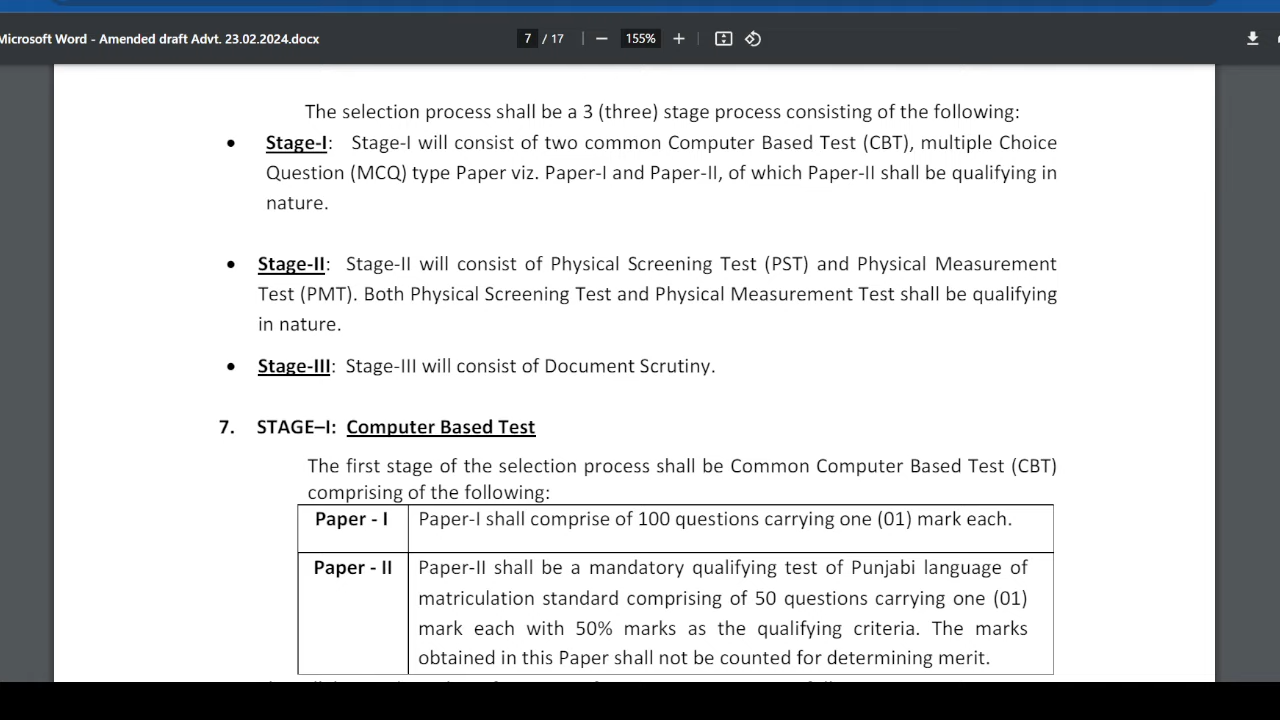 Microsoft Word - Amended draft Advt. 23.02.2024.docx
7 / 17
155%
The selection process shall be a 3 (three) stage process consisting of the following:
• Stage-I: Stage-I will consist of two common Computer Based Test (CBT), multiple Choice
Question (MCQ) type Paper viz. Paper-I and Paper-II, of which Paper-II shall be qualifying in
nature.
• Stage-II: Stage-II will consist of Physical Screening Test (PST) and Physical Measurement
Test (PMT). Both Physical Screening Test and Physical Measurement Test shall be qualifying
in nature.
• Stage-III: Stage-III will consist of Document Scrutiny.
7. STAGE–I: Computer Based Test
The first stage of the selection process shall be Common Computer Based Test (CBT)
comprising of the following:
Paper - I Paper-I shall comprise of 100 questions carrying one (01) mark each.
Paper - II Paper-II shall be a mandatory qualifying test of Punjabi language of
matriculation standard comprising of 50 questions carrying one (01)
mark each with 50% marks as the qualifying criteria. The marks
obtained in this Paper shall not be counted for determining merit.